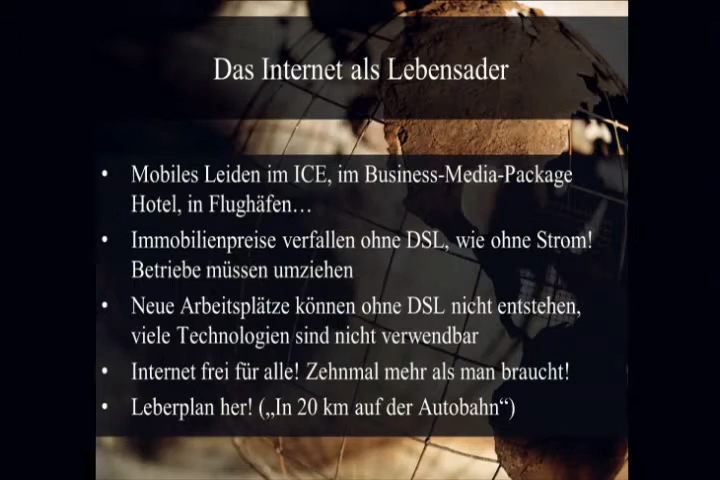 Das Internet als Lebensader
• Mobiles Leiden im ICE, im Business-Media-Package
Hotel, in Flughäfen…
• Immobilienpreise verfallen ohne DSL, wie ohne Strom!
Betriebe müssen umziehen
• Neue Arbeitsplätze können ohne DSL nicht entstehen,
viele Technologien sind nicht verwendbar
• Internet frei für alle! Zehnmal mehr als man braucht!
• Leberplan her! („In 20 km auf der Autobahn“)